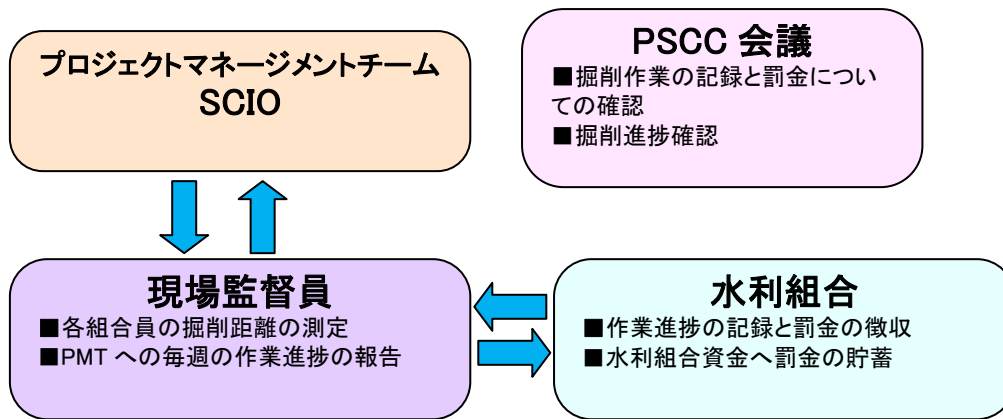 プロジェクトマネージメントチーム
SCIO
PSCC 会議
■掘削作業の記録と罰金につい
ての確認
■掘削進捗確認
現場監督員
■各組合員の掘削距離の測定
■PMT への毎週の作業進捗の報告
水利組合
■作業進捗の記録と罰金の徴収
■水利組合資金へ罰金の貯蓄